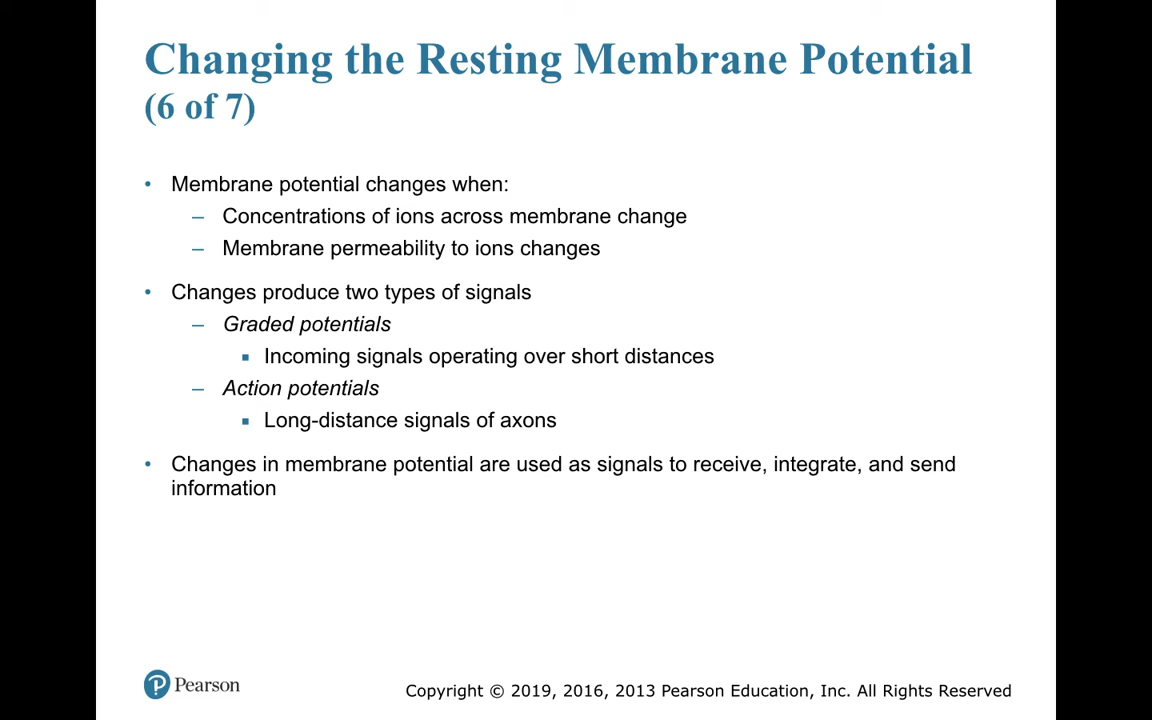 Changing the Resting Membrane Potential
(6 of 7)
• Membrane potential changes when:
– Concentrations of ions across membrane change
– Membrane permeability to ions changes
• Changes produce two types of signals
– Graded potentials
▪ Incoming signals operating over short distances
– Action potentials
▪ Long-distance signals of axons
• Changes in membrane potential are used as signals to receive, integrate, and send
information
Pearson
Copyright © 2019, 2016, 2013 Pearson Education, Inc. All Rights Reserved